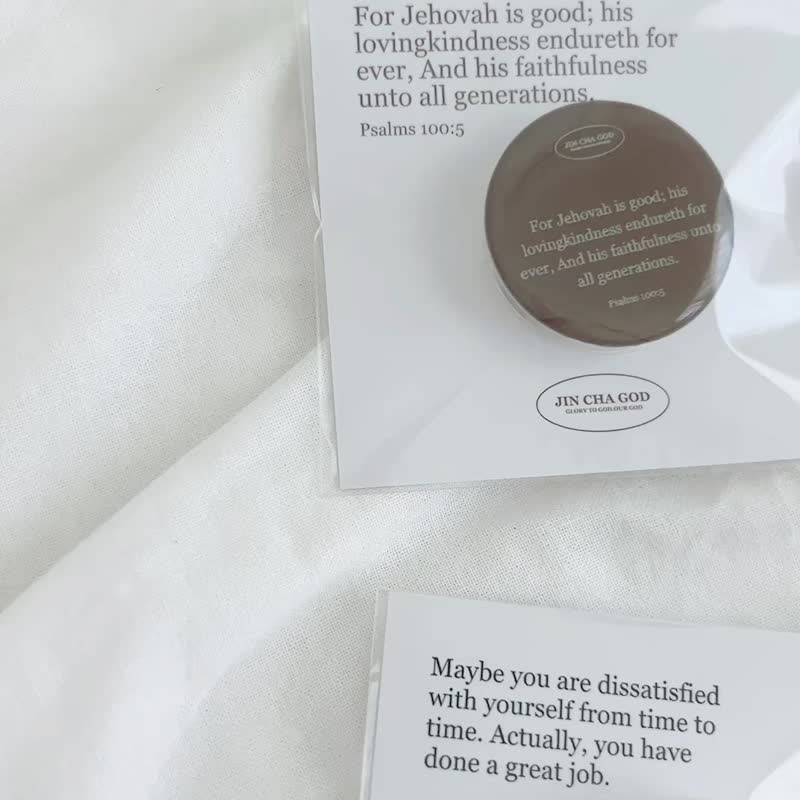 For Jehovah is good; his
lovingkindness endureth for
ever, And his faithfulness
unto all generations.
Psalms 100:5
JIN CHA GOD
For Jehovah is good; his
lovingkindness endureth for
ever, And his faithfulness unto
all generations.
Psalms 100:5
JIN CHA GOD
GLORY TO GOD.OUR GOD
Maybe you are dissatisfied
with yourself from time to
time. Actually, you have
done a great job.